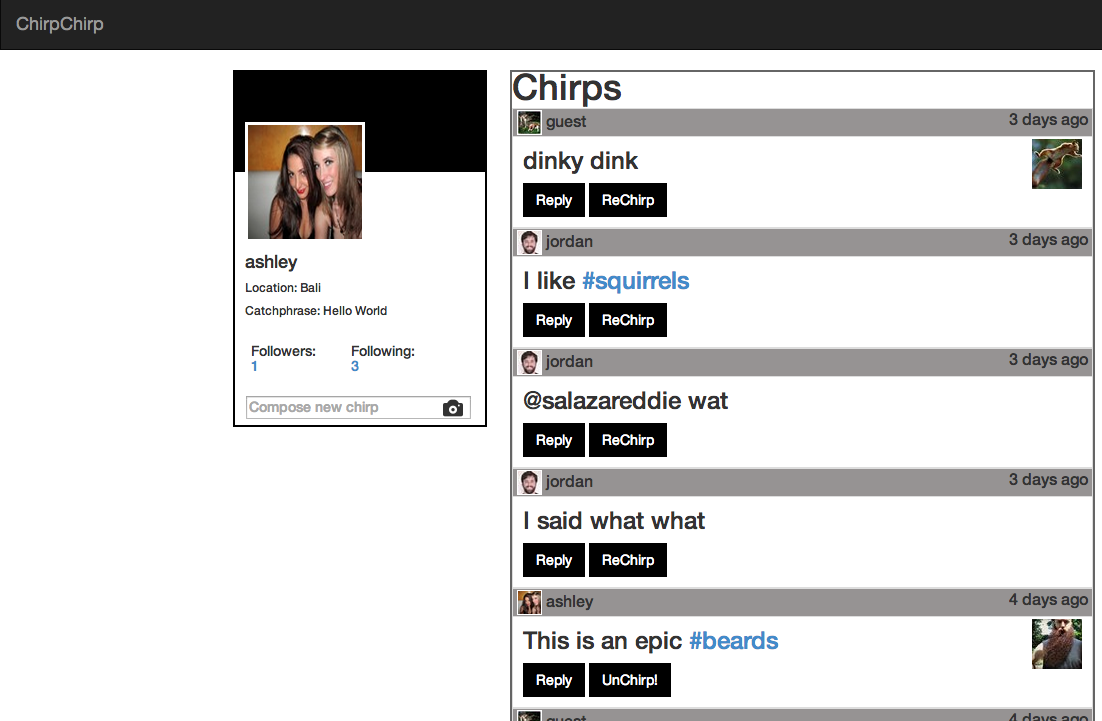 ChirpChirp
ashley
Location: Bali
Catchphrase: Hello World
Followers: Following:
1 3
Compose new chirp
Chirps
guest 3 days ago
dinky dink
Reply ReChirp
jordan 3 days ago
I like #squirrels
Reply ReChirp
jordan 3 days ago
@salazareddie wat
Reply ReChirp
jordan 3 days ago
I said what what
Reply ReChirp
ashley 4 days ago
This is an epic #beards
Reply UnChirp!
guest 4 days ago